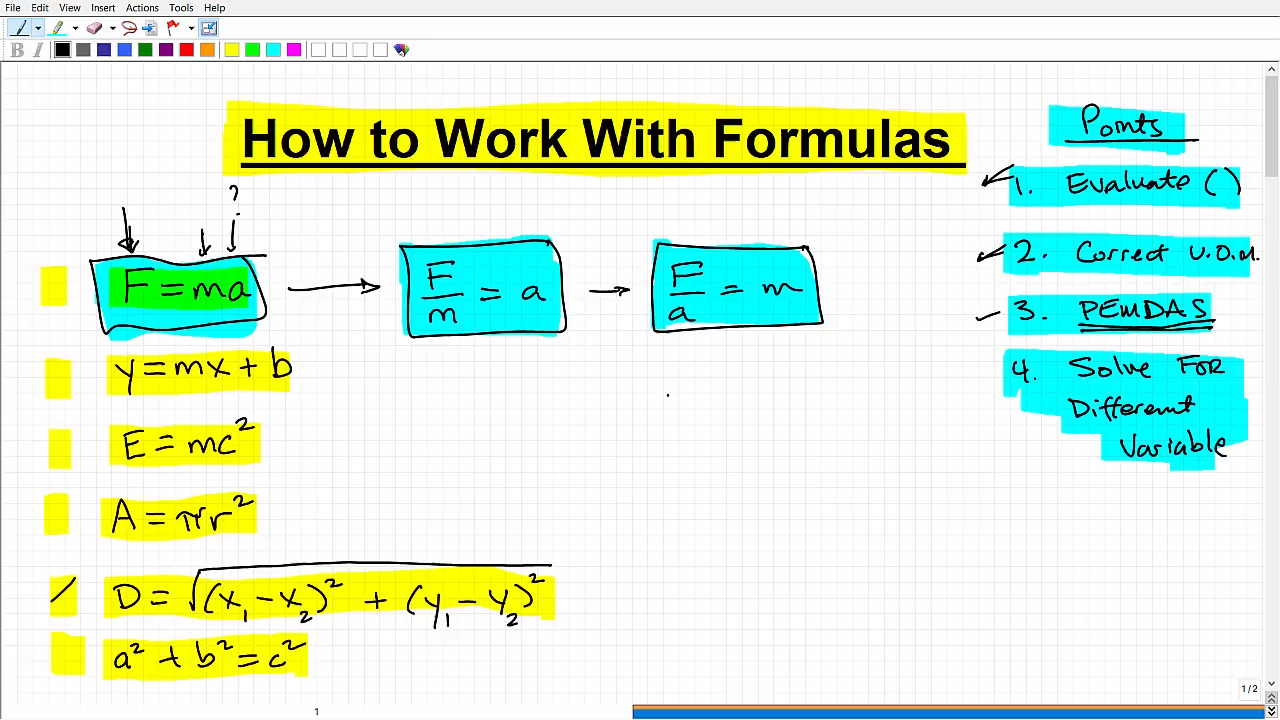 File Edit View Insert Actions Tools Help
B I
How to Work With Formulas
Points
1. Evaluate ( )
2. Correct U.O.M.
3. PEMDAS
4. Solve FOR
Different
Variable
?
F = ma
F/m = a
F/a = m
y = mx + b
E = mc²
A = πr²
D = √(x₁ − x₂)² + (y₁ − y₂)²
a² + b² = c²
1/2
1